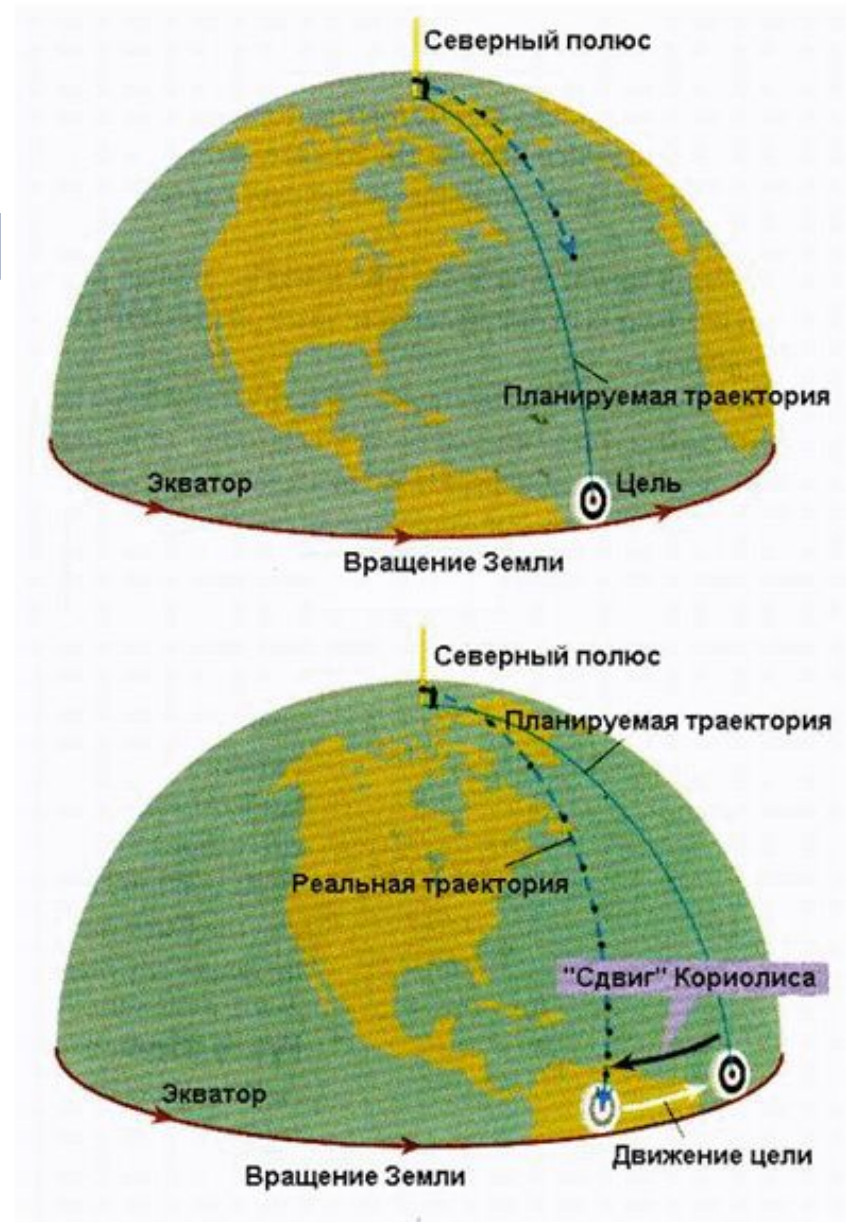 Северный полюс
Планируемая траектория
Экватор
Цель
Вращение Земли
Северный полюс
Планируемая траектория
Реальная траектория
"Сдвиг" Кориолиса
Экватор
Движение цели
Вращение Земли